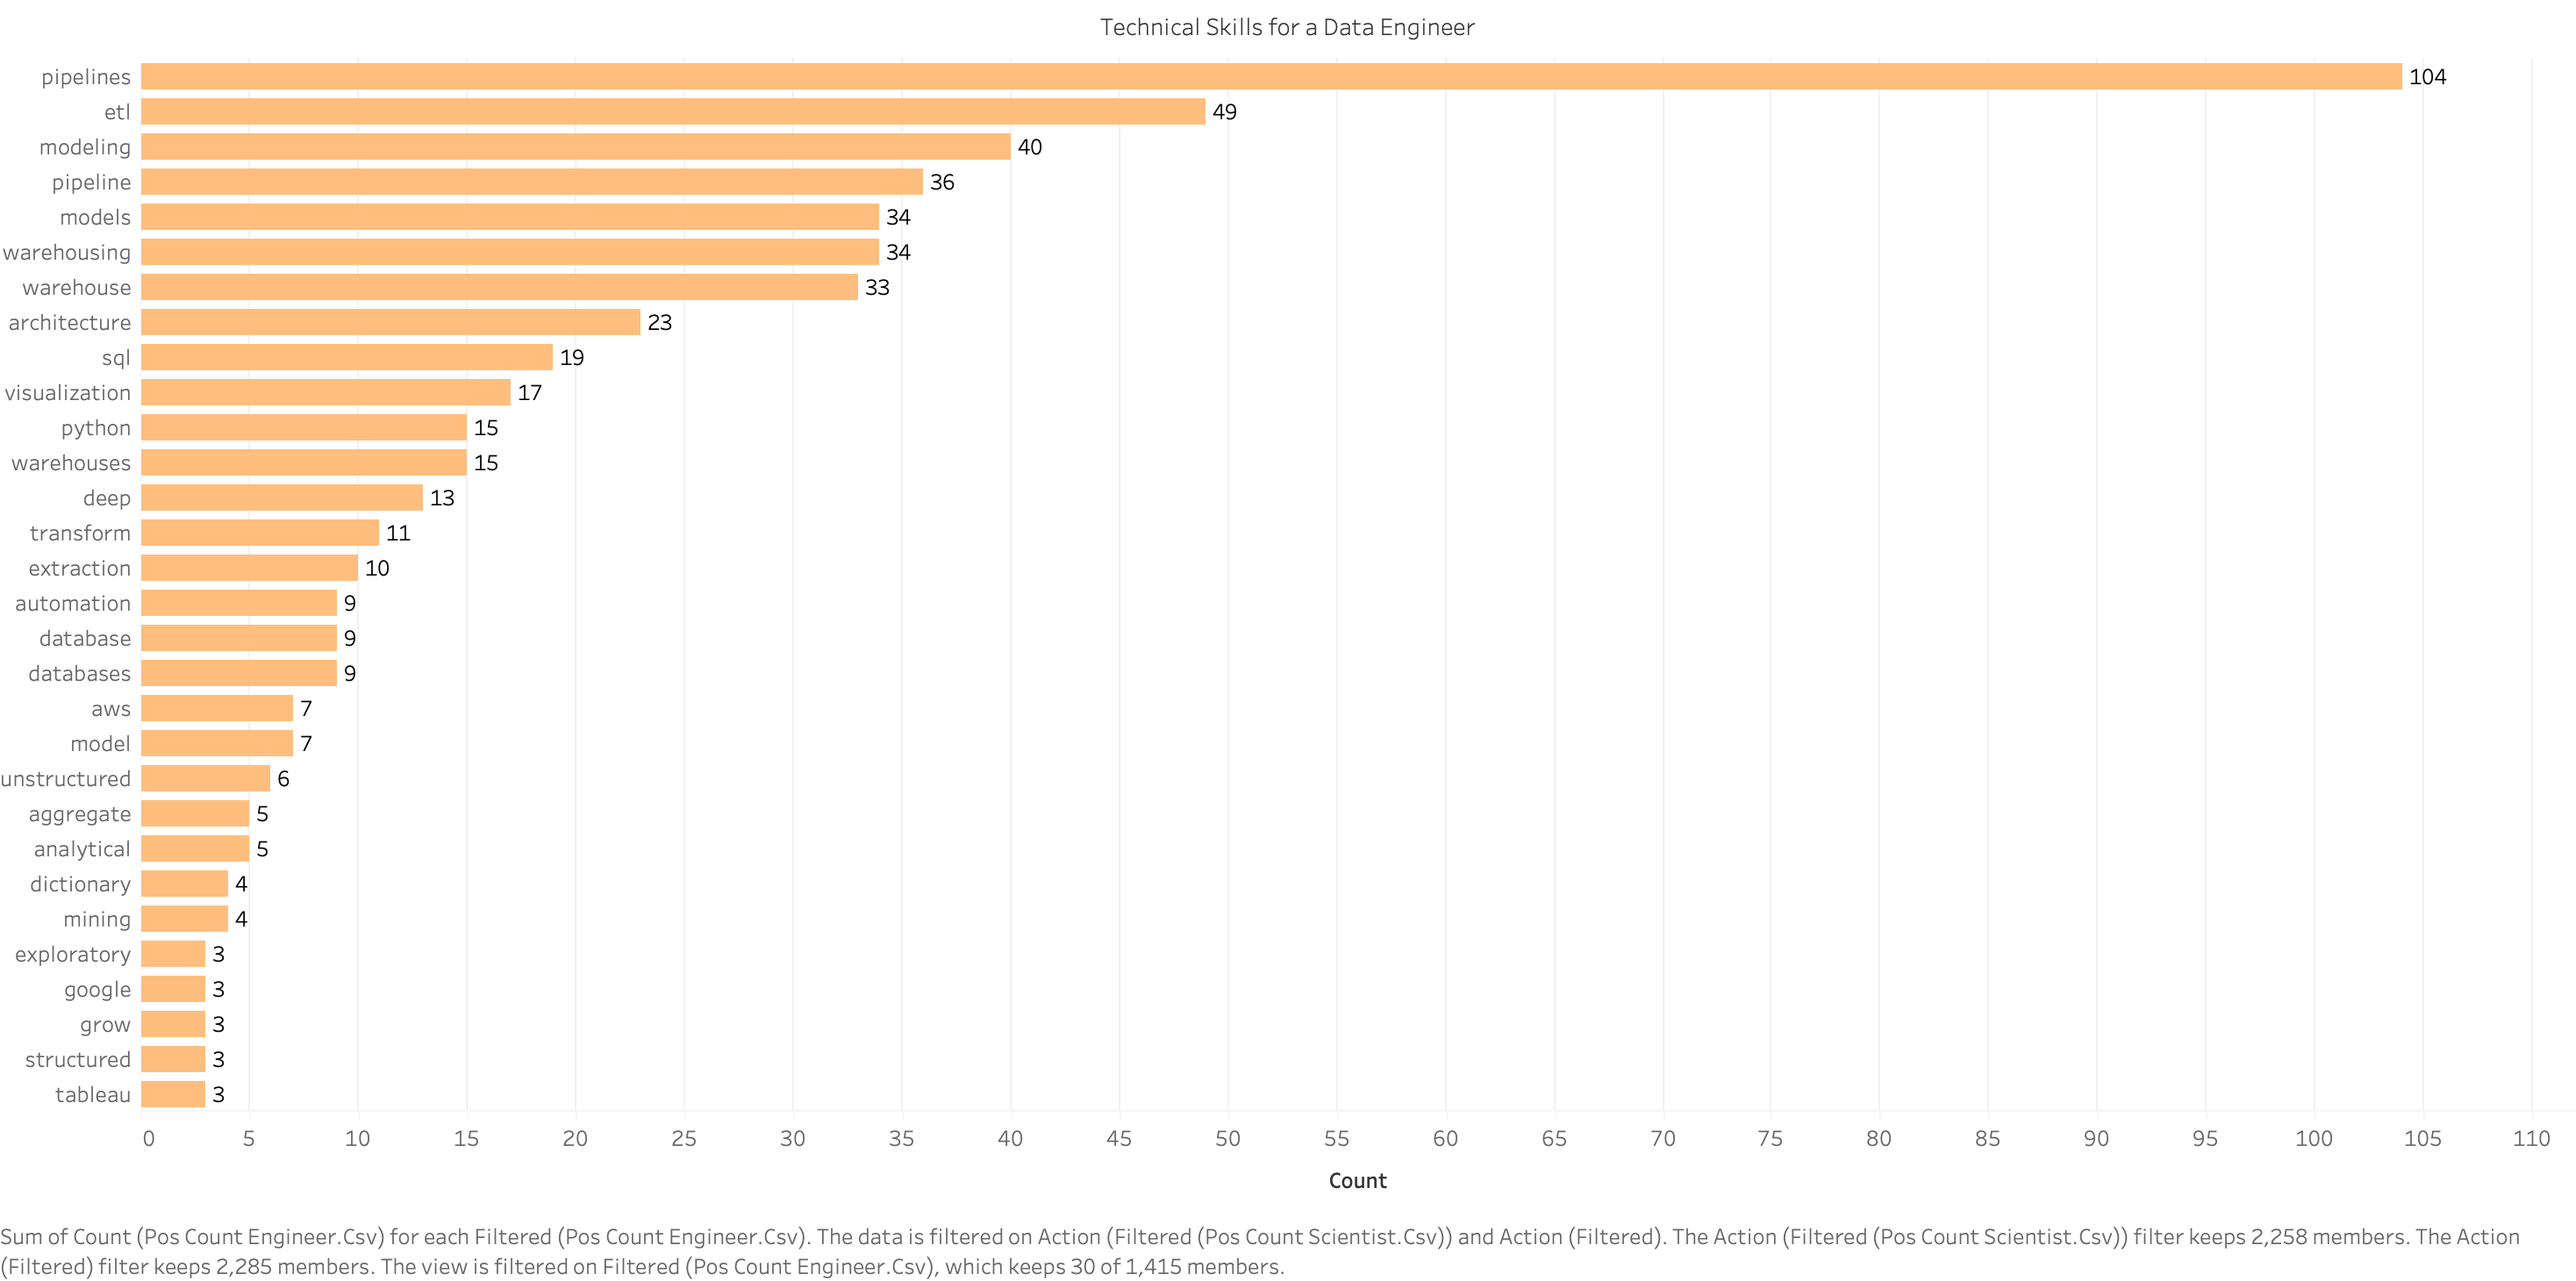 Technical Skills for a Data Engineer
pipelines 104
etl 49
modeling 40
pipeline 36
models 34
warehousing 34
warehouse 33
architecture 23
sql 19
visualization 17
python 15
warehouses 15
deep 13
transform 11
extraction 10
automation 9
database 9
databases 9
aws 7
model 7
unstructured 6
aggregate 5
analytical 5
dictionary 4
mining 4
exploratory 3
google 3
grow 3
structured 3
tableau 3
0 5 10 15 20 25 30 35 40 45 50 55 60 65 70 75 80 85 90 95 100 105 110
Count
Sum of Count (Pos Count Engineer.Csv) for each Filtered (Pos Count Engineer.Csv). The data is filtered on Action (Filtered (Pos Count Scientist.Csv)) and Action (Filtered). The Action (Filtered (Pos Count Scientist.Csv)) filter keeps 2,258 members. The Action
(Filtered) filter keeps 2,285 members. The view is filtered on Filtered (Pos Count Engineer.Csv), which keeps 30 of 1,415 members.